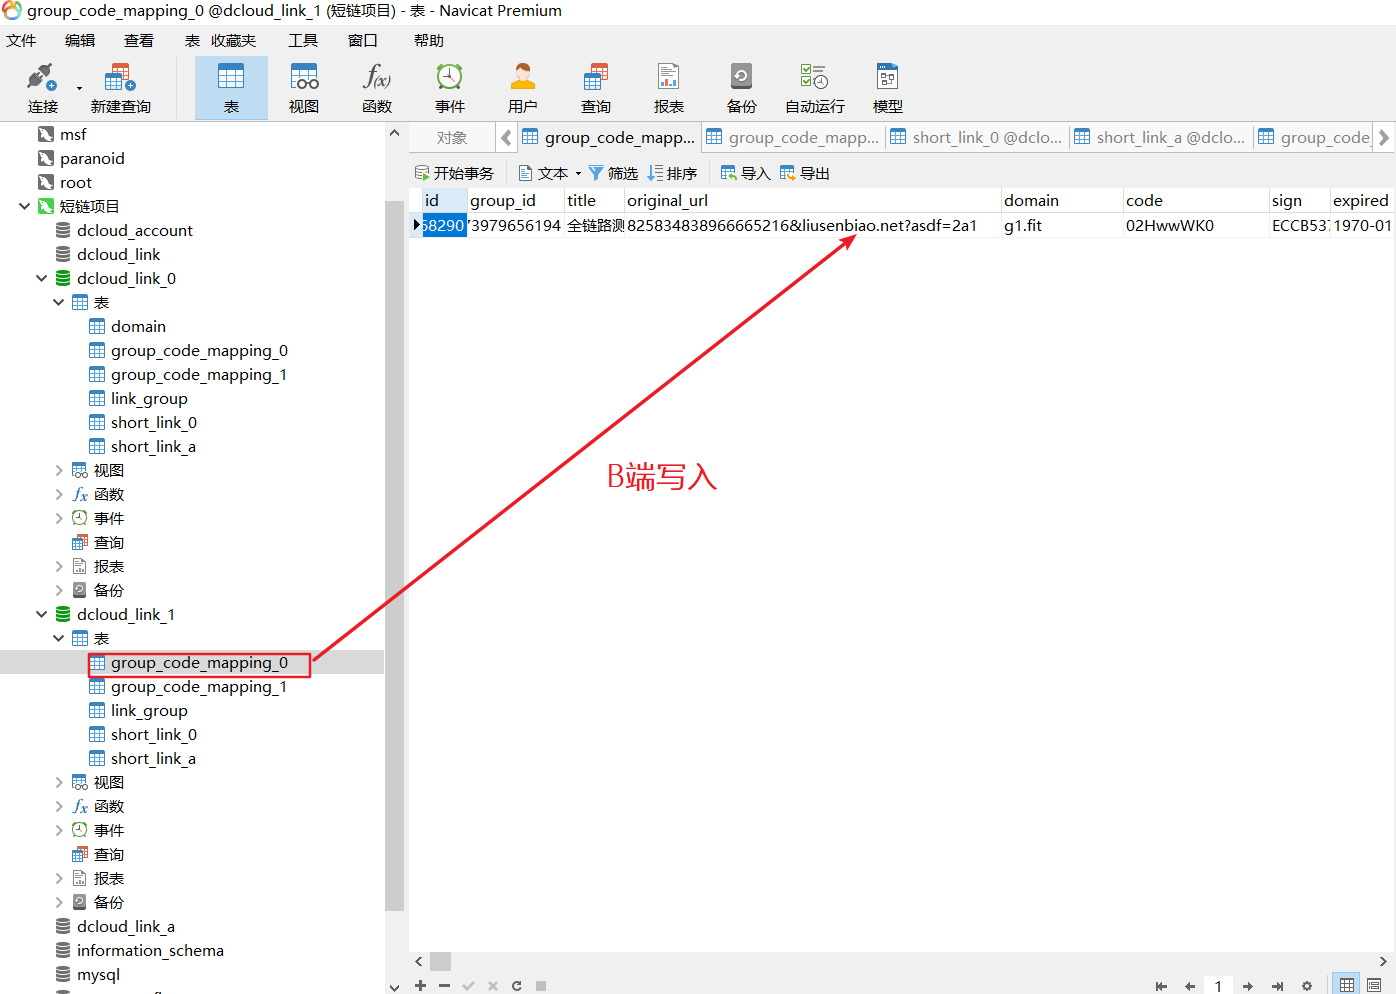 group_code_mapping_0 @dcloud_link_1 (短链项目) - 表 - Navicat Premium
文件 编辑 查看 表 收藏夹 工具 窗口 帮助
连接 新建查询 表 视图 函数 事件 用户 查询 报表 备份 自动运行 模型
msf
paranoid
root
短链项目
dcloud_account
dcloud_link
dcloud_link_0
表
domain
group_code_mapping_0
group_code_mapping_1
link_group
short_link_0
short_link_a
视图
函数
事件
查询
报表
备份
dcloud_link_1
表
group_code_mapping_0
group_code_mapping_1
link_group
short_link_0
short_link_a
视图
函数
事件
查询
报表
备份
dcloud_link_a
information_schema
mysql
对象 group_code_mapp... group_code_mapp... short_link_0 @dclo... short_link_a @dclo... group_code_
开始事务 文本 筛选 排序 导入 导出
id group_id title original_url domain code sign expired
58290 73979656194 全链路测 825834838966665216&liusenbiao.net?asdf=2a1 g1.fit 02HwwWK0 ECCB537 1970-01
B端写入
1